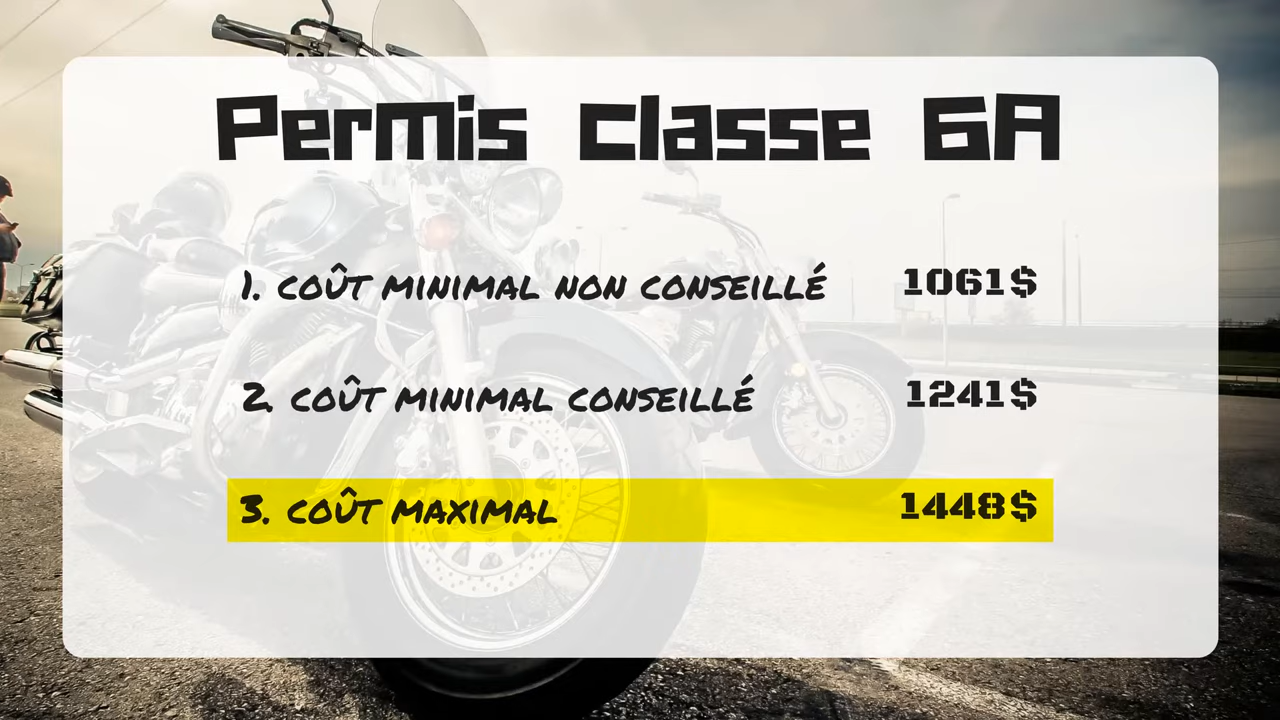 Permis classe 6A
1. COÛT MINIMAL NON CONSEILLÉ 1061$
2. COÛT MINIMAL CONSEILLÉ 1241$
3. COÛT MAXIMAL 1448$